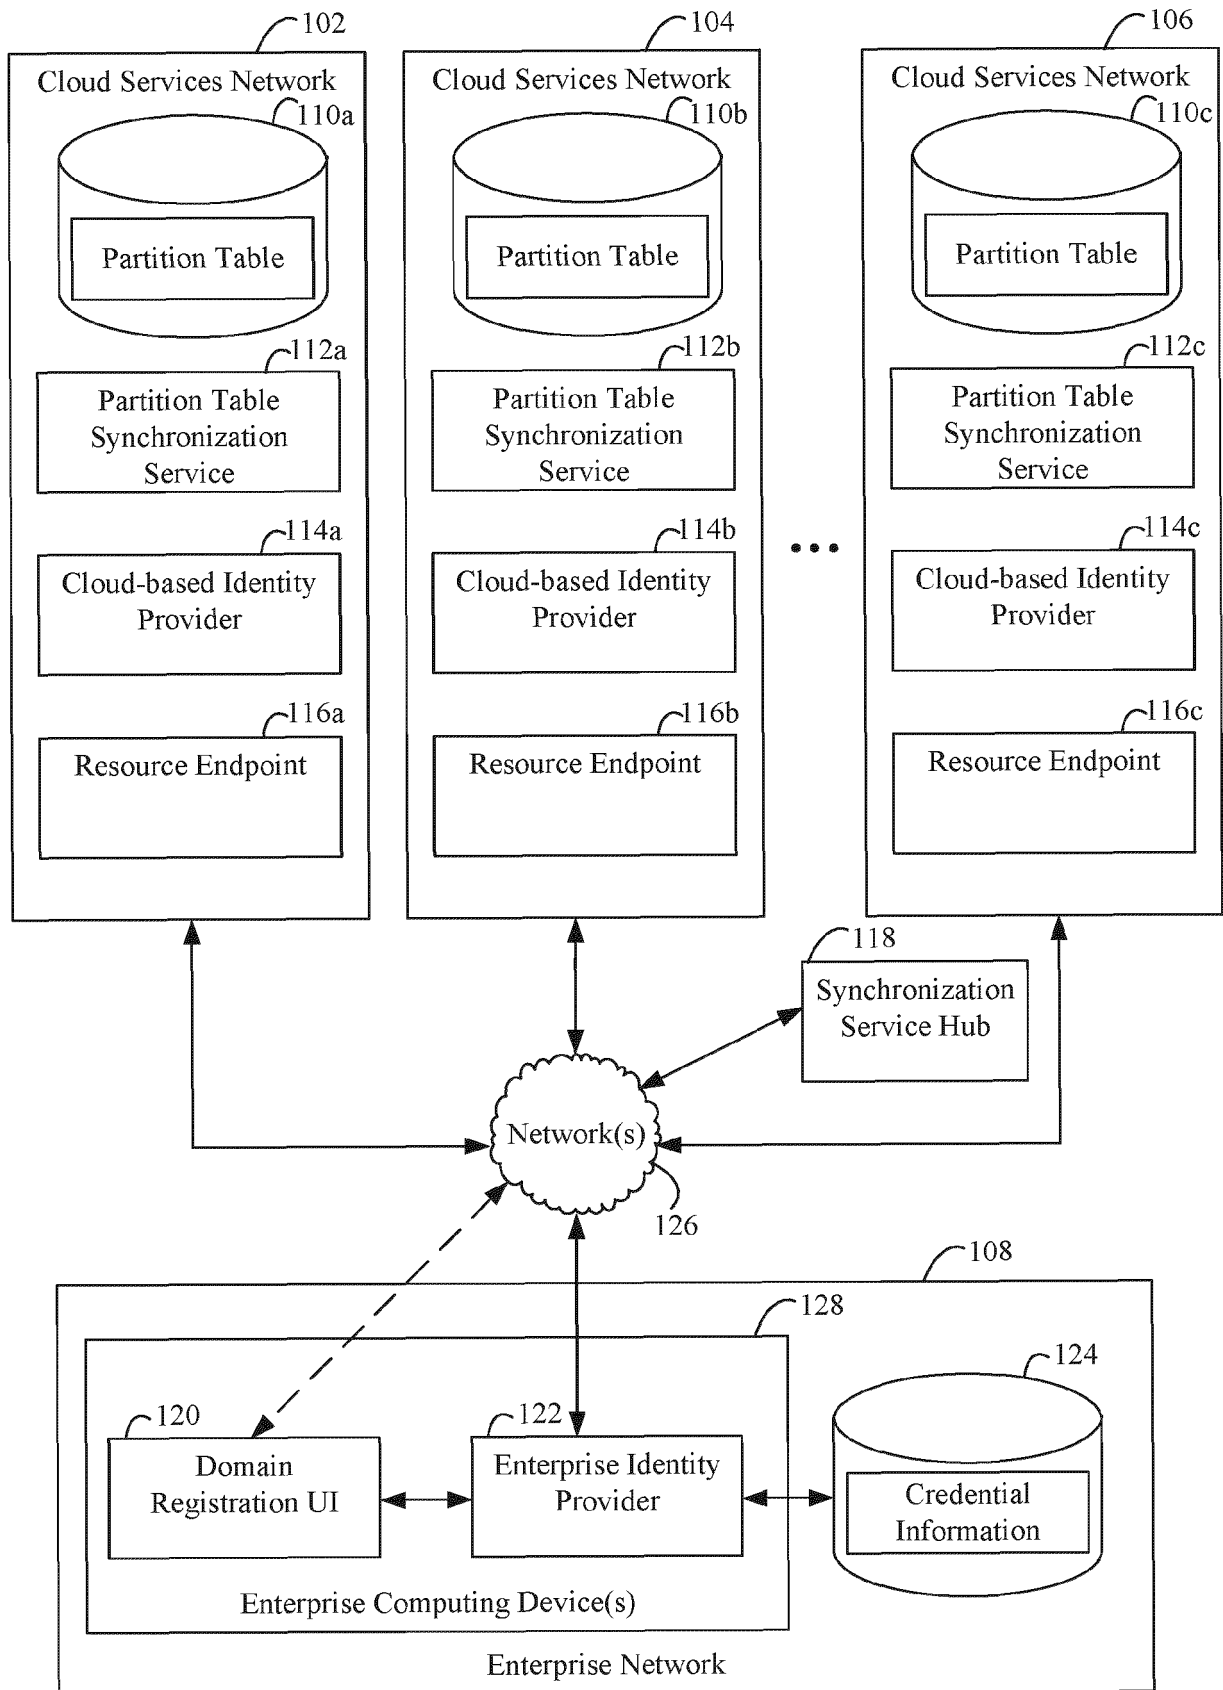 102
Cloud Services Network
110a
Partition Table
112a
Partition Table
Synchronization
Service
114a
Cloud-based Identity
Provider
116a
Resource Endpoint
104
Cloud Services Network
110b
Partition Table
112b
Partition Table
Synchronization
Service
114b
Cloud-based Identity
Provider
116b
Resource Endpoint
...
106
Cloud Services Network
110c
Partition Table
112c
Partition Table
Synchronization
Service
114c
Cloud-based Identity
Provider
116c
Resource Endpoint
118
Synchronization
Service Hub
Network(s)
126
108
128
120
Domain
Registration UI
122
Enterprise Identity
Provider
124
Credential
Information
Enterprise Computing Device(s)
Enterprise Network